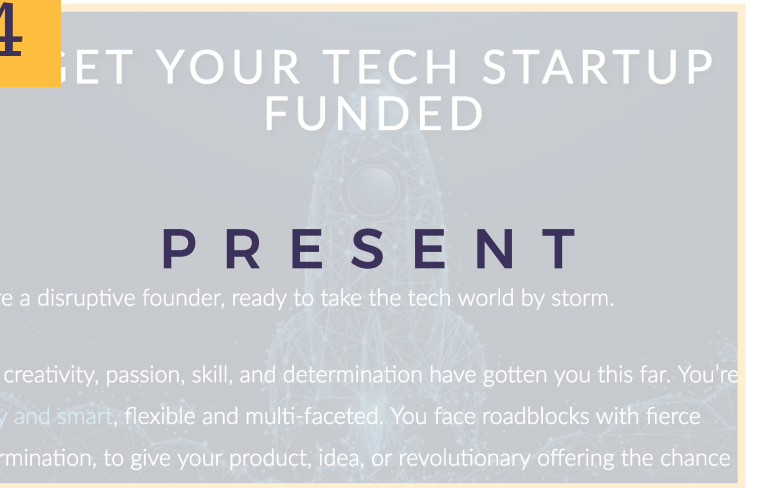 4
GET YOUR TECH STARTUP
FUNDED
PRESENT
a disruptive founder, ready to take the tech world by storm.
creativity, passion, skill, and determination have gotten you this far. You're
and smart, flexible and multi-faceted. You face roadblocks with fierce
to give your product, idea, or revolutionary offering the chance